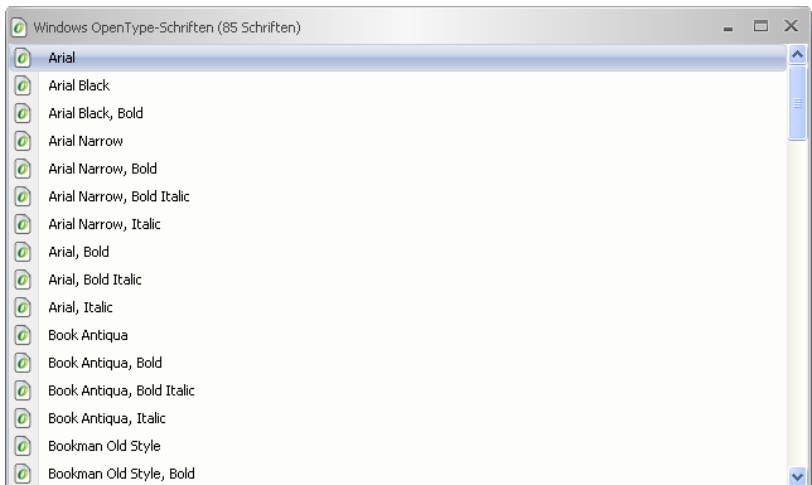 Windows OpenType-Schriften (85 Schriften)
Arial
Arial Black
Arial Black, Bold
Arial Narrow
Arial Narrow, Bold
Arial Narrow, Bold Italic
Arial Narrow, Italic
Arial, Bold
Arial, Bold Italic
Arial, Italic
Book Antiqua
Book Antiqua, Bold
Book Antiqua, Bold Italic
Book Antiqua, Italic
Bookman Old Style
Bookman Old Style, Bold